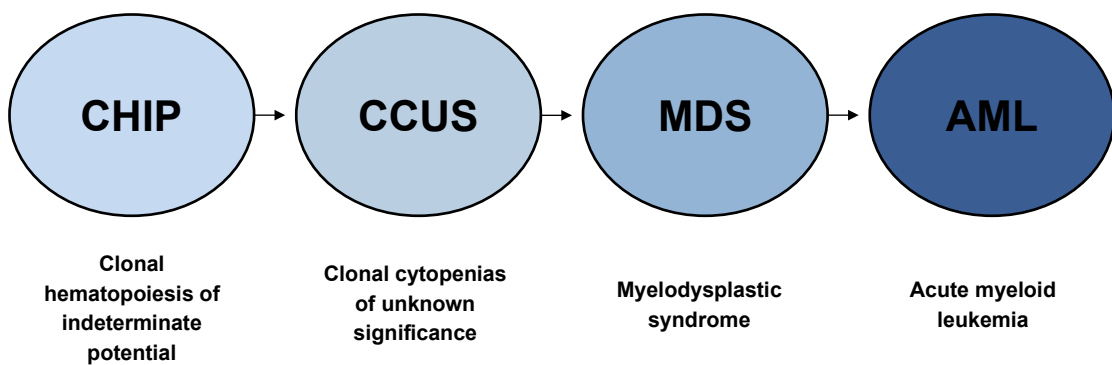 CHIP
CCUS
MDS
AML
Clonal
hematopoiesis of
indeterminate
potential
Clonal cytopenias
of unknown
significance
Myelodysplastic
syndrome
Acute myeloid
leukemia